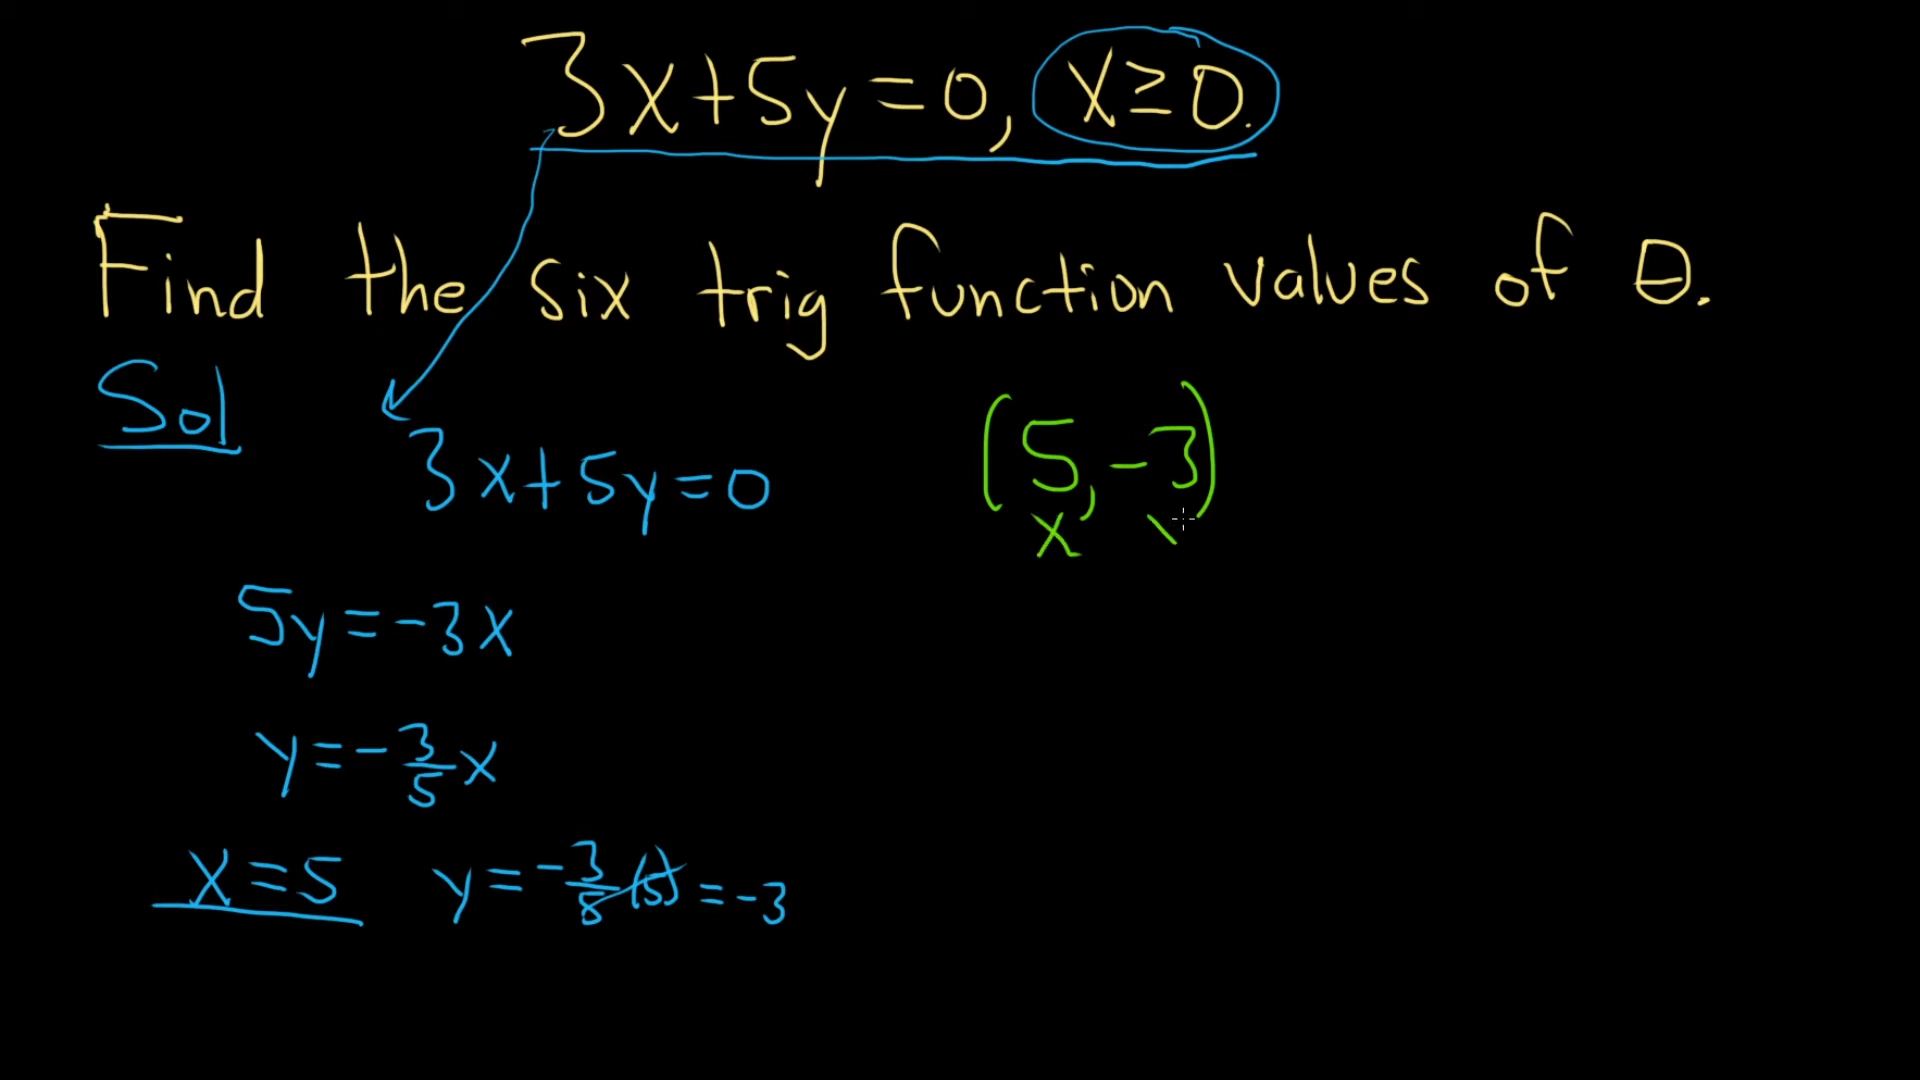 3x+5y=0, x≥0.
Find the six trig function values of θ.
Sol
3x+5y=0
(5,-3)
x
5y=-3x
y=-3/5x
x=5 y=-3/5(5)=-3